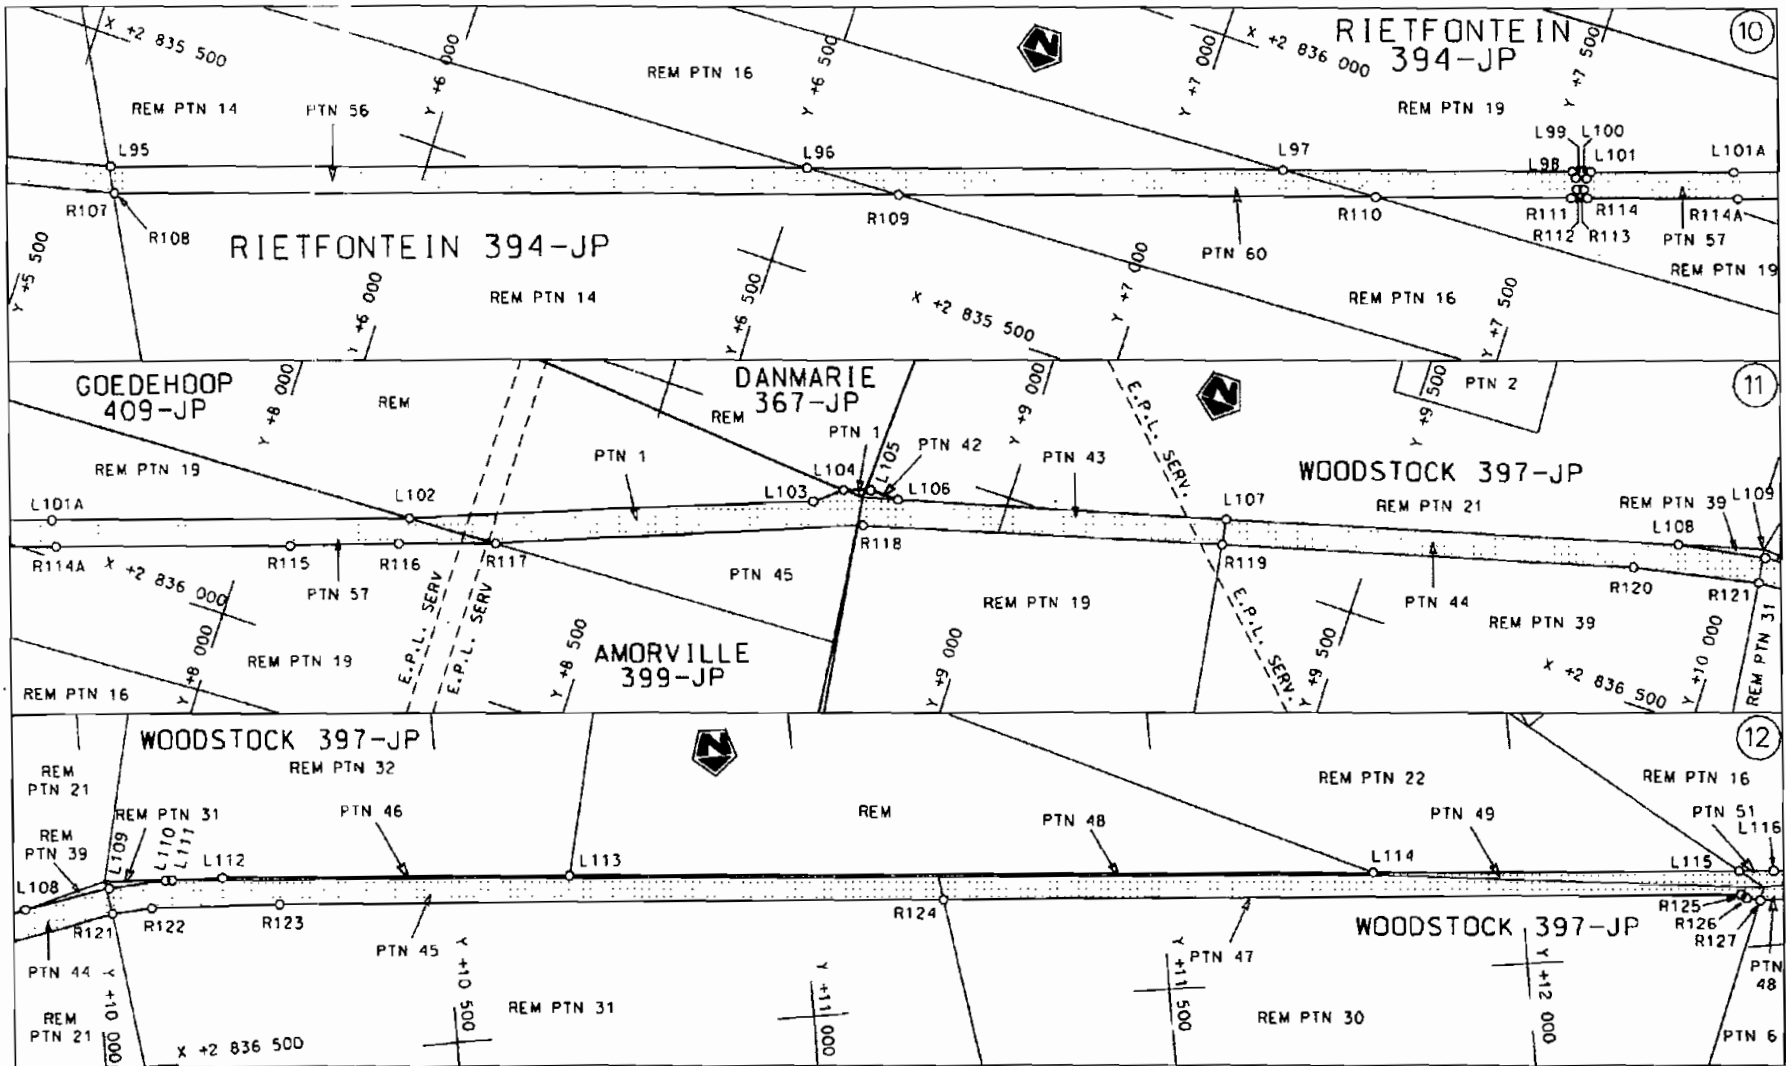 X +2 835 500
Y +6 000
REM PTN 16
Y +6 500
Y +7 000
X +2 836 000
RIETFONTEIN
394-JP
Y +7 500
10
REM PTN 14
PTN 56
REM PTN 19
L95
L96
L97
L98
L99
L100
L101
L101A
R107
R108
R109
R110
R111
R112
R113
R114
R114A
PTN 57
PTN 60
RIETFONTEIN 394-JP
REM PTN 19
Y +5 500
Y +6 000
REM PTN 14
Y +6 500
X +2 835 500
Y +7 000
REM PTN 16
Y +7 500
GOEDEHOOP
409-JP
Y +8 000
REM
DANMARIE
367-JP
REM
Y +9 000
E.P.L. SERV.
Y +9 500
PTN 2
11
REM PTN 19
PTN 1
PTN 1
L105
PTN 42
PTN 43
WOODSTOCK 397-JP
L101A
L102
L103
L104
L106
L107
REM PTN 21
REM PTN 39
L108
L109
R114A
R115
R116
R117
R118
R119
R120
R121
X +2 836 000
PTN 57
E.P.L. SERV
E.P.L. SERV
PTN 45
REM PTN 19
E.P.L. SERV.
PTN 44
REM PTN 39
REM PTN 31
REM PTN 16
Y +8 000
REM PTN 19
Y +8 500
AMORVILLE
399-JP
Y +9 000
Y +9 500
X +2 836 500
Y +10 000
WOODSTOCK 397-JP
12
REM
PTN 21
REM PTN 32
REM PTN 22
REM PTN 16
REM
PTN 39
REM PTN 31
PTN 46
REM
PTN 48
PTN 49
PTN 51
L108
L109
L110
L111
L112
L113
L114
L115
L116
R121
R122
R123
R124
R125
R126
R127
PTN 44
PTN 45
PTN 47
WOODSTOCK 397-JP
PTN
48
REM
PTN 21
Y +10 000
X +2 836 500
Y +10 500
REM PTN 31
Y +11 000
Y +11 500
REM PTN 30
Y +12 000
PTN 6